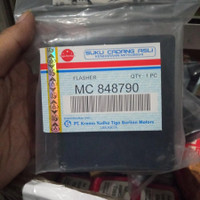 SUKU CADANG ASLI
FLASHER
QTY : 1 PC
MC 848790
PT. Krama Yudha Tiga Berlian Motors